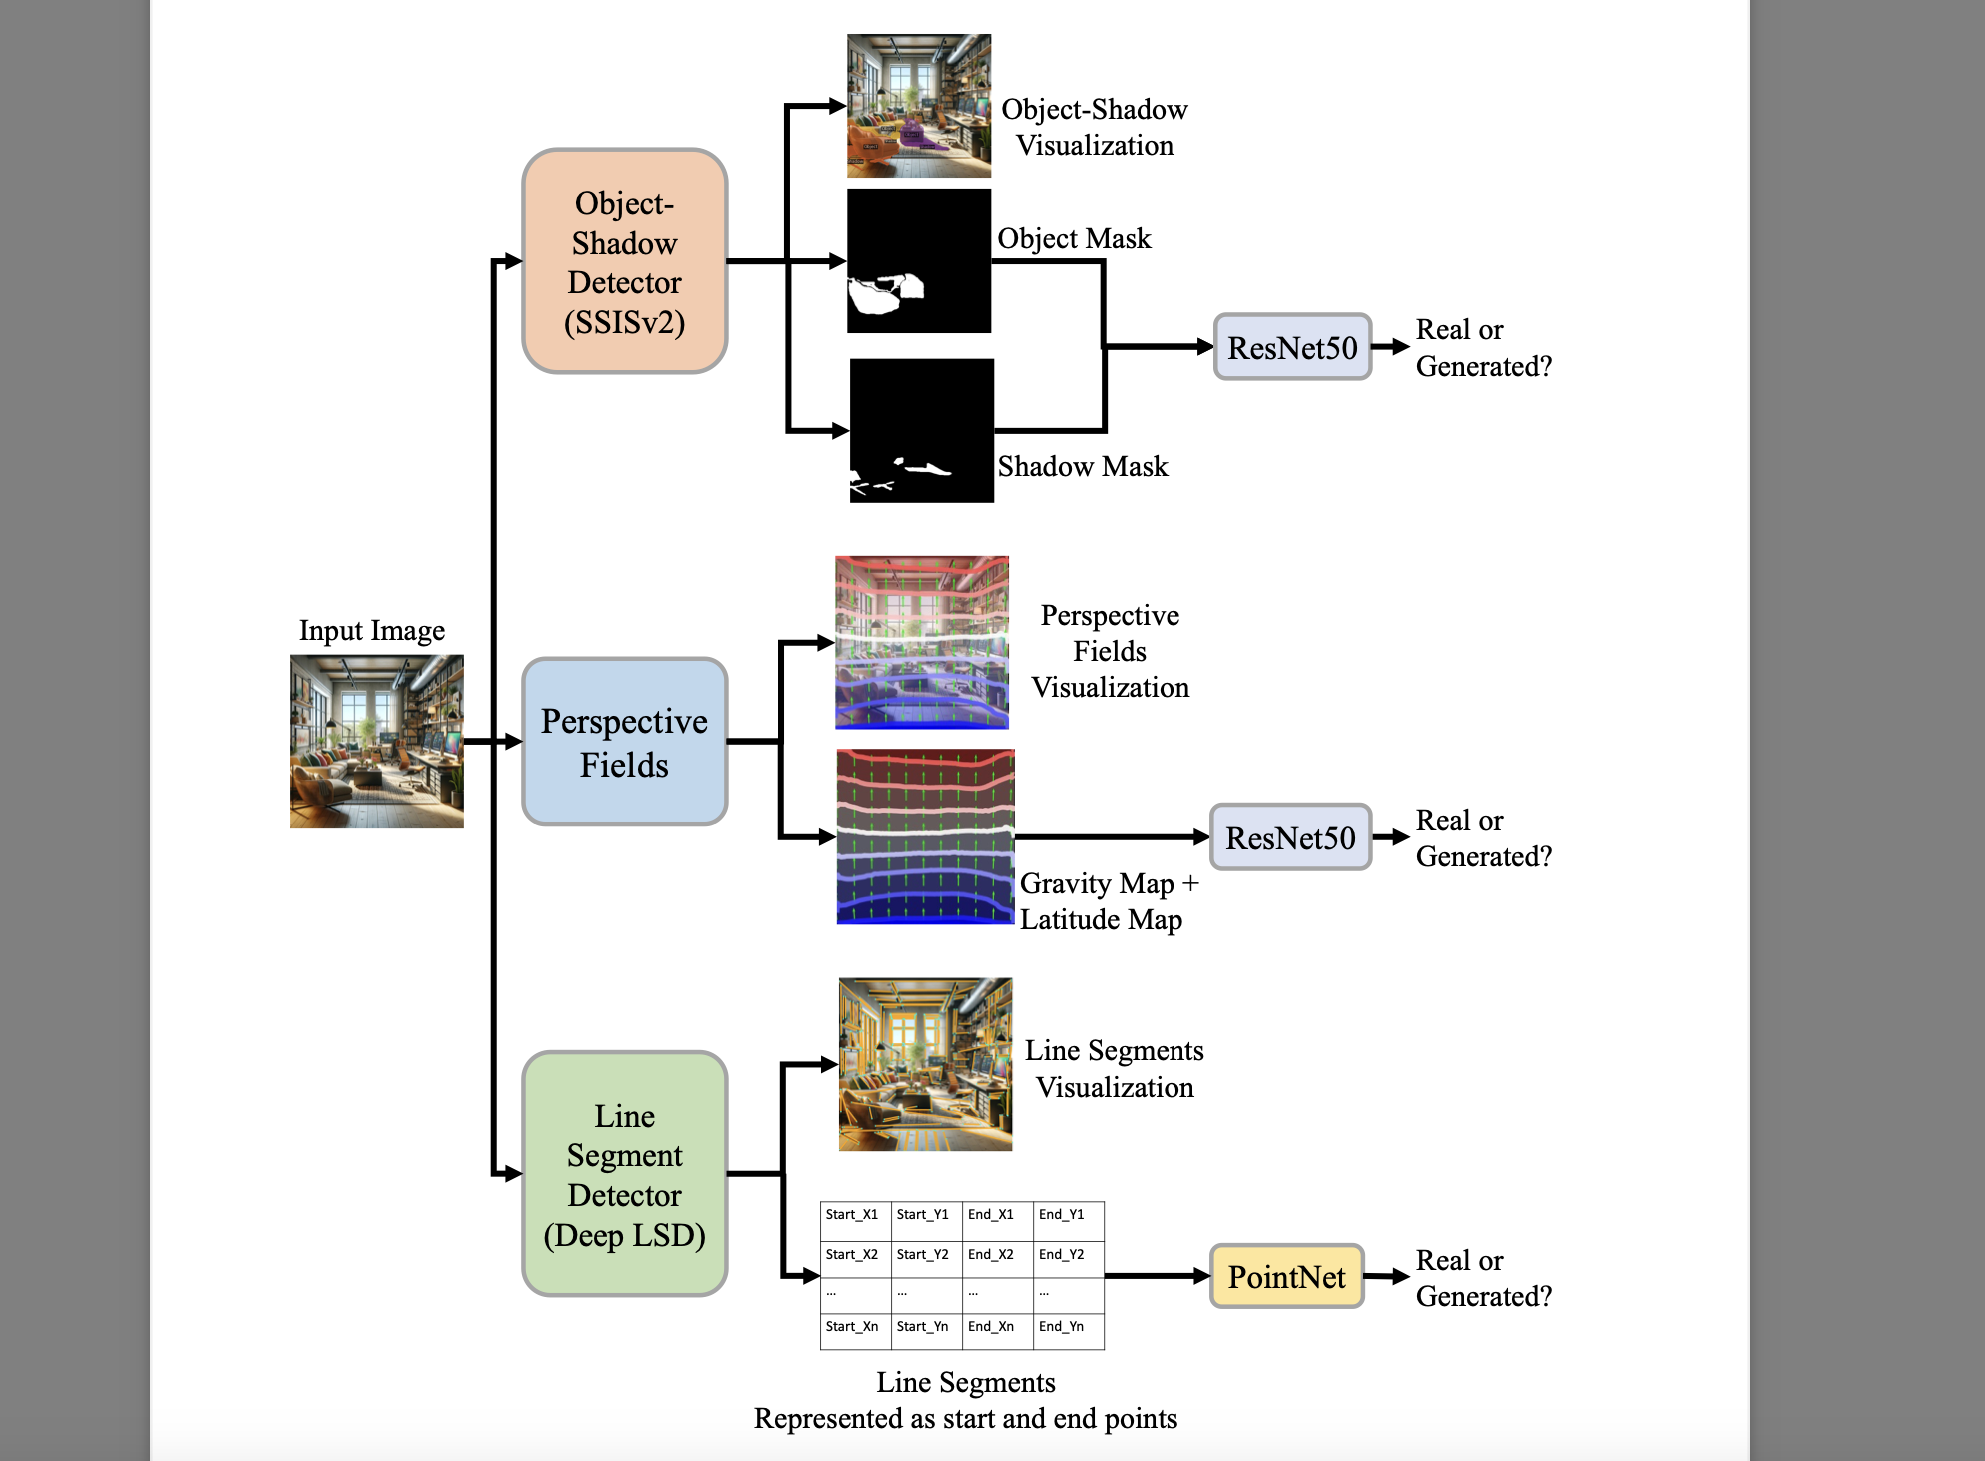 Object-Shadow
Visualization
Object-
Shadow
Detector
(SSISv2)
Object Mask
ResNet50
Real or
Generated?
Shadow Mask
Input Image
Perspective
Fields
Perspective
Fields
Visualization
Gravity Map +
Latitude Map
ResNet50
Real or
Generated?
Line
Segment
Detector
(Deep LSD)
Line Segments
Visualization
Start_X1 Start_Y1 End_X1 End_Y1
Start_X2 Start_Y2 End_X2 End_Y2
... ... ... ...
Start_Xn Start_Yn End_Xn End_Yn
PointNet
Real or
Generated?
Line Segments
Represented as start and end points